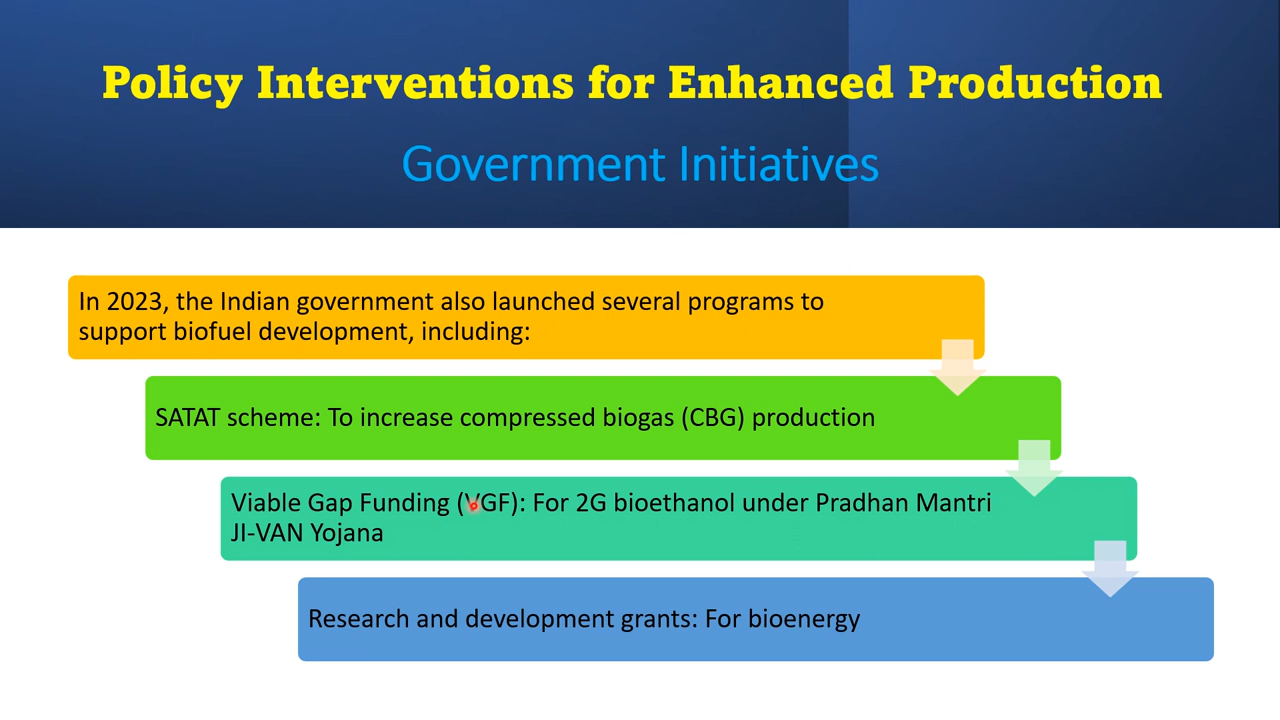 Policy Interventions for Enhanced Production
Government Initiatives
In 2023, the Indian government also launched several programs to
support biofuel development, including:
SATAT scheme: To increase compressed biogas (CBG) production
Viable Gap Funding (VGF): For 2G bioethanol under Pradhan Mantri
JI-VAN Yojana
Research and development grants: For bioenergy